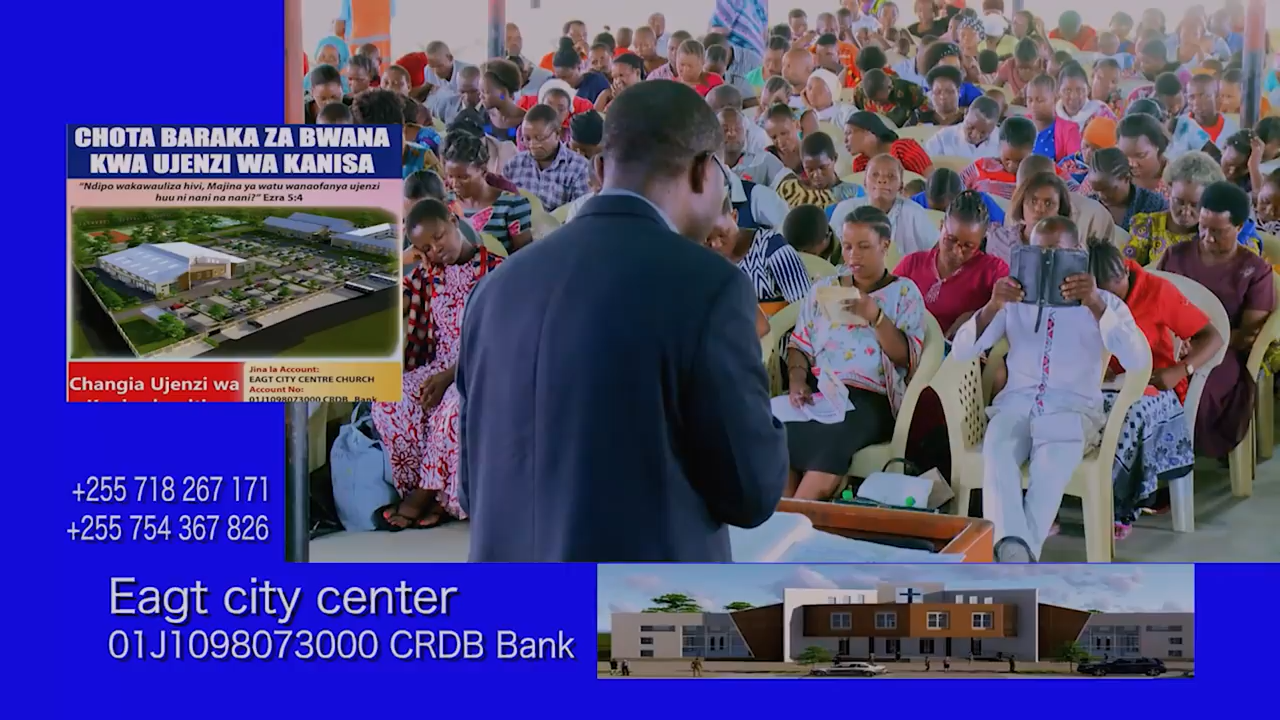 CHOTA BARAKA ZA BWANA
KWA UJENZI WA KANISA
"Ndipo wakawauliza hivi, Majina ya watu wanaofanya ujenzi
huu ni nani na nani?" Ezra 5:4
Changia Ujenzi wa
Jina la Account:
EAGT CITY CENTRE CHURCH
Account No:
01J1098073000 CRDB Bank
+255 718 267 171
+255 754 367 826
Eagt city center
01J1098073000 CRDB Bank